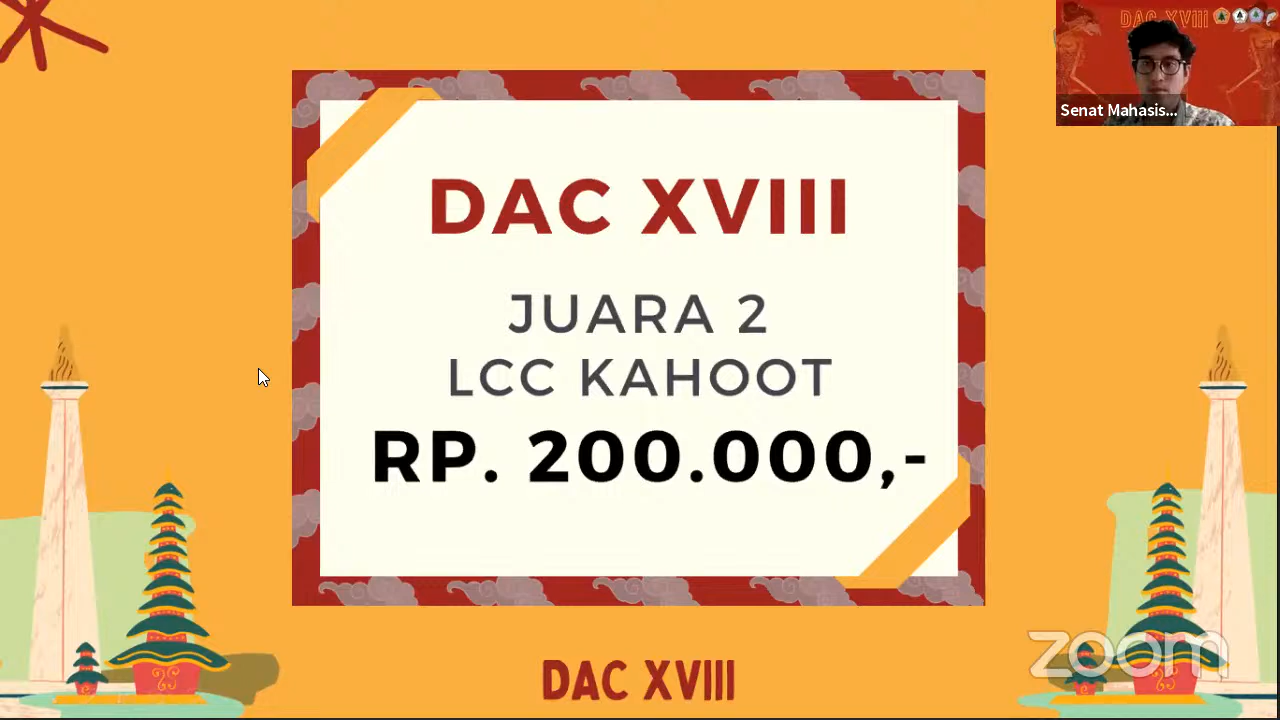 DAC XVIII
Senat Mahasis...
DAC XVIII
JUARA 2
LCC KAHOOT
RP. 200.000,-
DAC XVIII
zoom